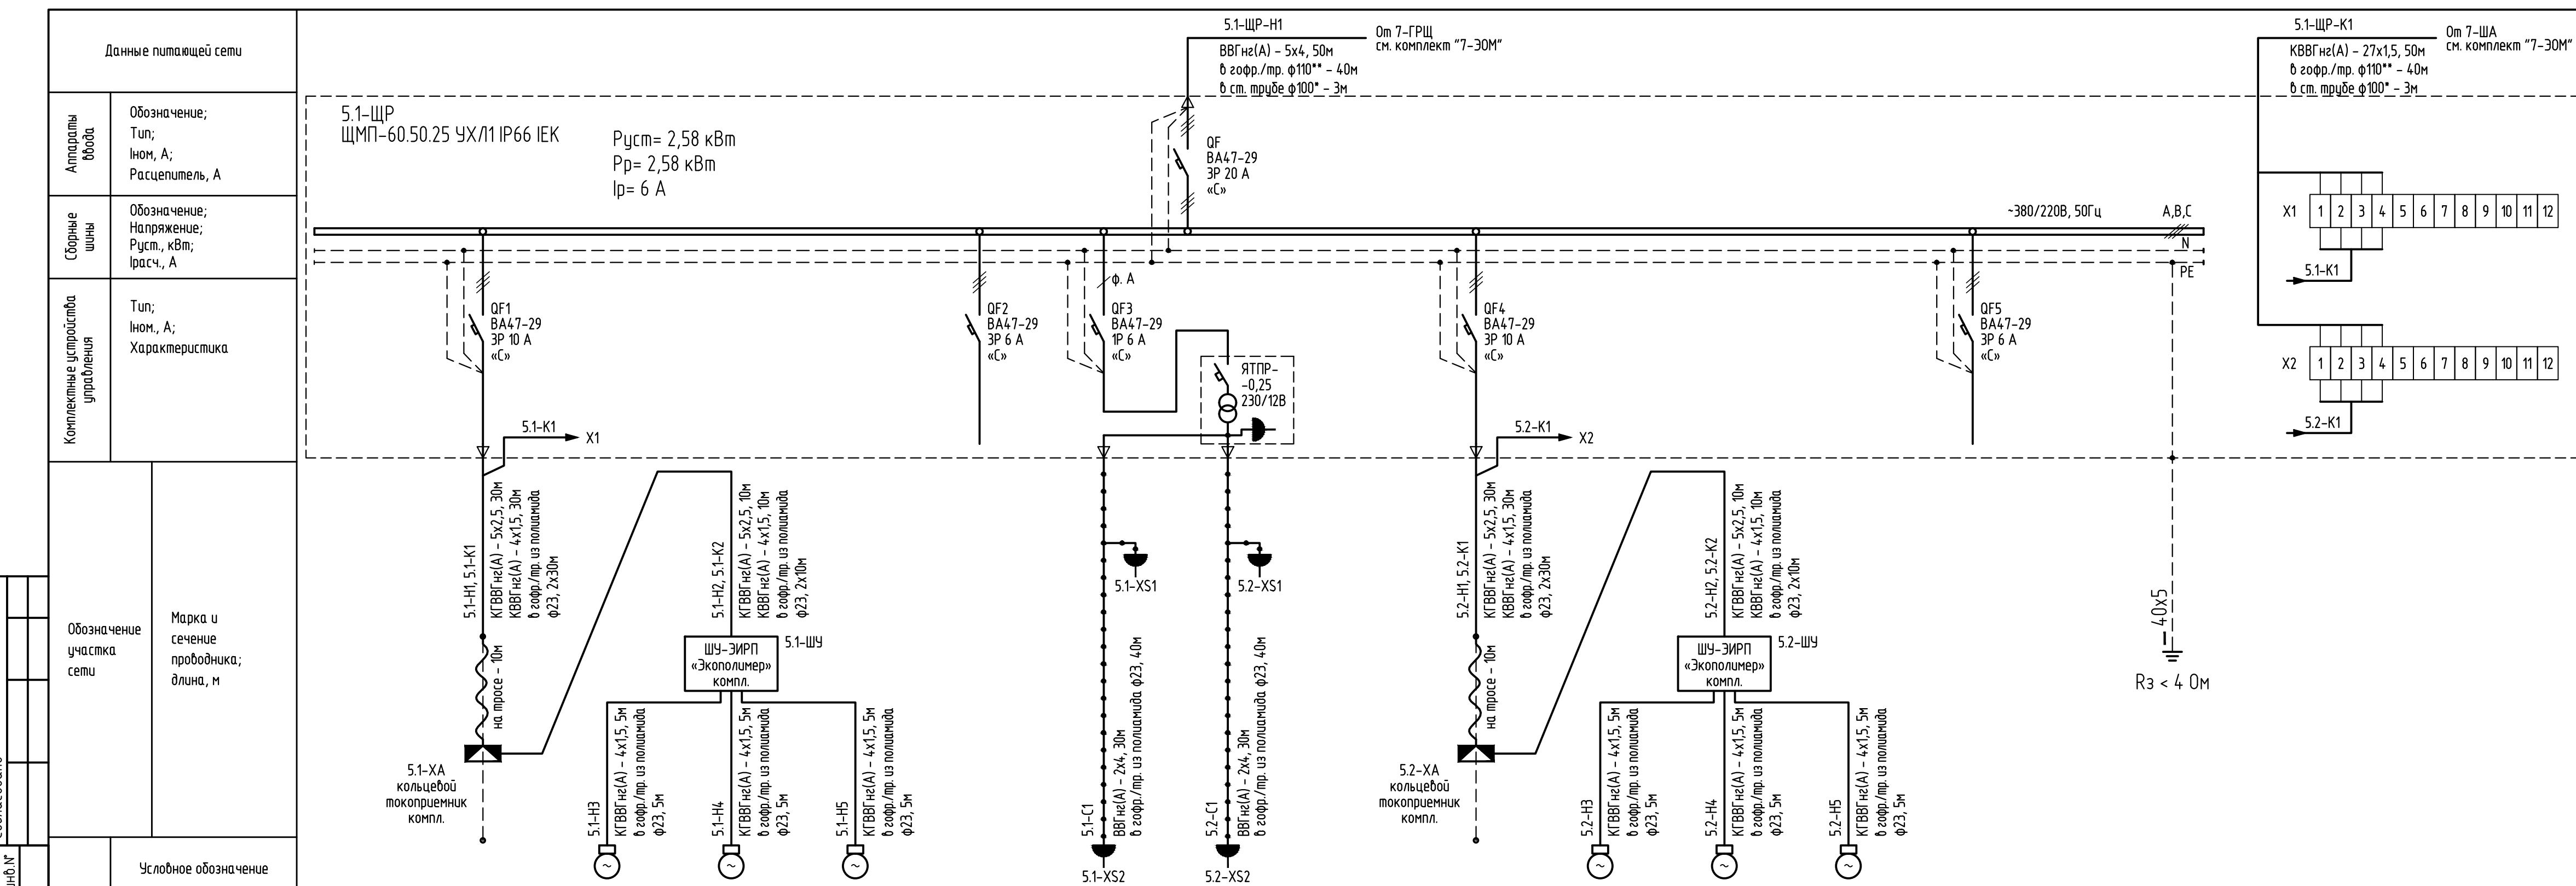 Данные питающей сети
Аппараты
ввода
Обозначение;
Тип;
Iном, А;
Расцепитель, А
Сборные
шины
Обозначение;
Напряжение;
Руст., кВт;
Iрасч., А
Комплектные устройства
управления
Тип;
Iном., А;
Характеристика
Обозначение
участка
сети
Марка и
сечение
проводника;
длина, м
Условное обозначение
5.1-ЩР
ЩМП-60.50.25 УХЛ1 IP66 IEK
Руст= 2,58 кВт
Рр= 2,58 кВт
Iр= 6 А
5.1-ЩР-Н1
ВВГнг(А) - 5х4, 50м
в гофр./тр. ф110** - 40м
в ст. трубе ф100* - 3м
От 7-ГРЩ
см. комплект "7-ЭОМ"
QF
ВА47-29
3Р 20 А
«С»
5.1-ЩР-К1
КВВГнг(А) - 27х1,5, 50м
в гофр./тр. ф110** - 40м
в ст. трубе ф100* - 3м
От 7-ША
см. комплект "7-ЭОМ"
~380/220В, 50Гц
А,В,С
N
PE
X1
1 2 3 4 5 6 7 8 9 10 11 12
5.1-К1
X2
1 2 3 4 5 6 7 8 9 10 11 12
5.2-К1
QF1
ВА47-29
3Р 10 А
«С»
QF2
ВА47-29
3Р 6 А
«С»
ф. А
QF3
ВА47-29
1Р 6 А
«С»
ЯТПР-
-0,25
230/12В
QF4
ВА47-29
3Р 10 А
«С»
QF5
ВА47-29
3Р 6 А
«С»
5.1-К1
X1
5.2-К1
X2
5.1-Н1, 5.1-К1
КГВВГнг(А) - 5х2,5, 30м
КВВГнг(А) - 4х1,5, 30м
в гофр./тр. из полиамида
ф23, 2х30м
на тросе - 10м
5.1-ХА
кольцевой
токоприемник
компл.
5.1-Н2, 5.1-К2
КГВВГнг(А) - 5х2,5, 10м
КВВГнг(А) - 4х1,5, 10м
в гофр./тр. из полиамида
ф23, 2х10м
ШУ-ЭИРП
«Экополимер»
компл.
5.1-ШУ
5.1-Н3
КГВВГнг(А) - 4х1,5, 5м
в гофр./тр. из полиамида
ф23, 5м
5.1-Н4
КГВВГнг(А) - 4х1,5, 5м
в гофр./тр. из полиамида
ф23, 5м
5.1-Н5
КГВВГнг(А) - 4х1,5, 5м
в гофр./тр. из полиамида
ф23, 5м
5.1-XS1
5.1-С1
ВВГнг(А) - 2х4, 30м
в гофр./тр. из полиамида ф23, 40м
5.1-XS2
5.2-XS1
5.2-С1
ВВГнг(А) - 2х4, 30м
в гофр./тр. из полиамида ф23, 40м
5.2-XS2
5.2-Н1, 5.2-К1
КГВВГнг(А) - 5х2,5, 30м
КВВГнг(А) - 4х1,5, 30м
в гофр./тр. из полиамида
ф23, 2х30м
на тросе - 10м
5.2-ХА
кольцевой
токоприемник
компл.
5.2-Н2, 5.2-К2
КГВВГнг(А) - 5х2,5, 10м
КВВГнг(А) - 4х1,5, 10м
в гофр./тр. из полиамида
ф23, 2х10м
ШУ-ЭИРП
«Экополимер»
компл.
5.2-ШУ
5.2-Н3
КГВВГнг(А) - 4х1,5, 5м
в гофр./тр. из полиамида
ф23, 5м
5.2-Н4
КГВВГнг(А) - 4х1,5, 5м
в гофр./тр. из полиамида
ф23, 5м
5.2-Н5
КГВВГнг(А) - 4х1,5, 5м
в гофр./тр. из полиамида
ф23, 5м
40х5
Rз < 4 Ом